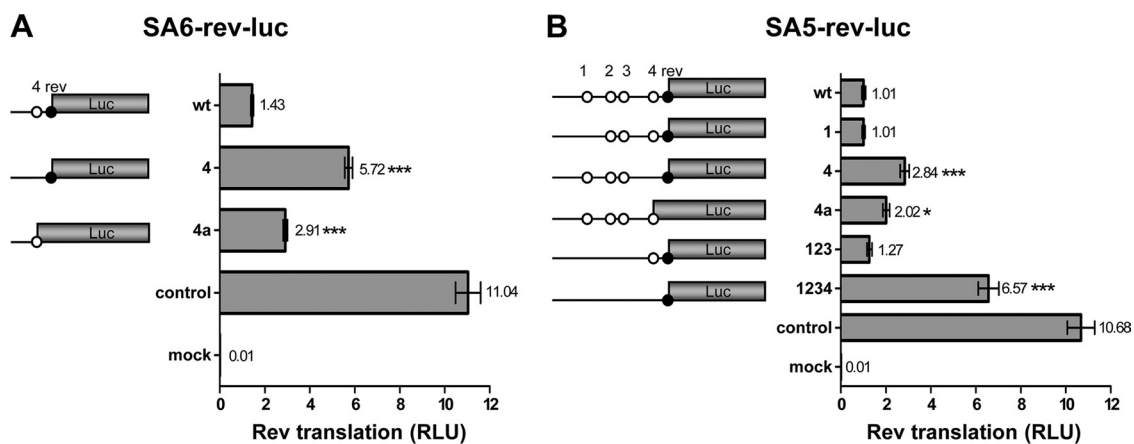 A
SA6-rev-luc
4 rev
Luc
wt
1.43
Luc
4
5.72 ***
Luc
4a
2.91 ***
control
11.04
mock
0.01
0 2 4 6 8 10 12
Rev translation (RLU)
B
SA5-rev-luc
1 2 3 4 rev
Luc
wt
1.01
Luc
1
1.01
Luc
4
2.84 ***
Luc
4a
2.02 *
Luc
123
1.27
Luc
1234
6.57 ***
control
10.68
mock
0.01
0 2 4 6 8 10 12
Rev translation (RLU)